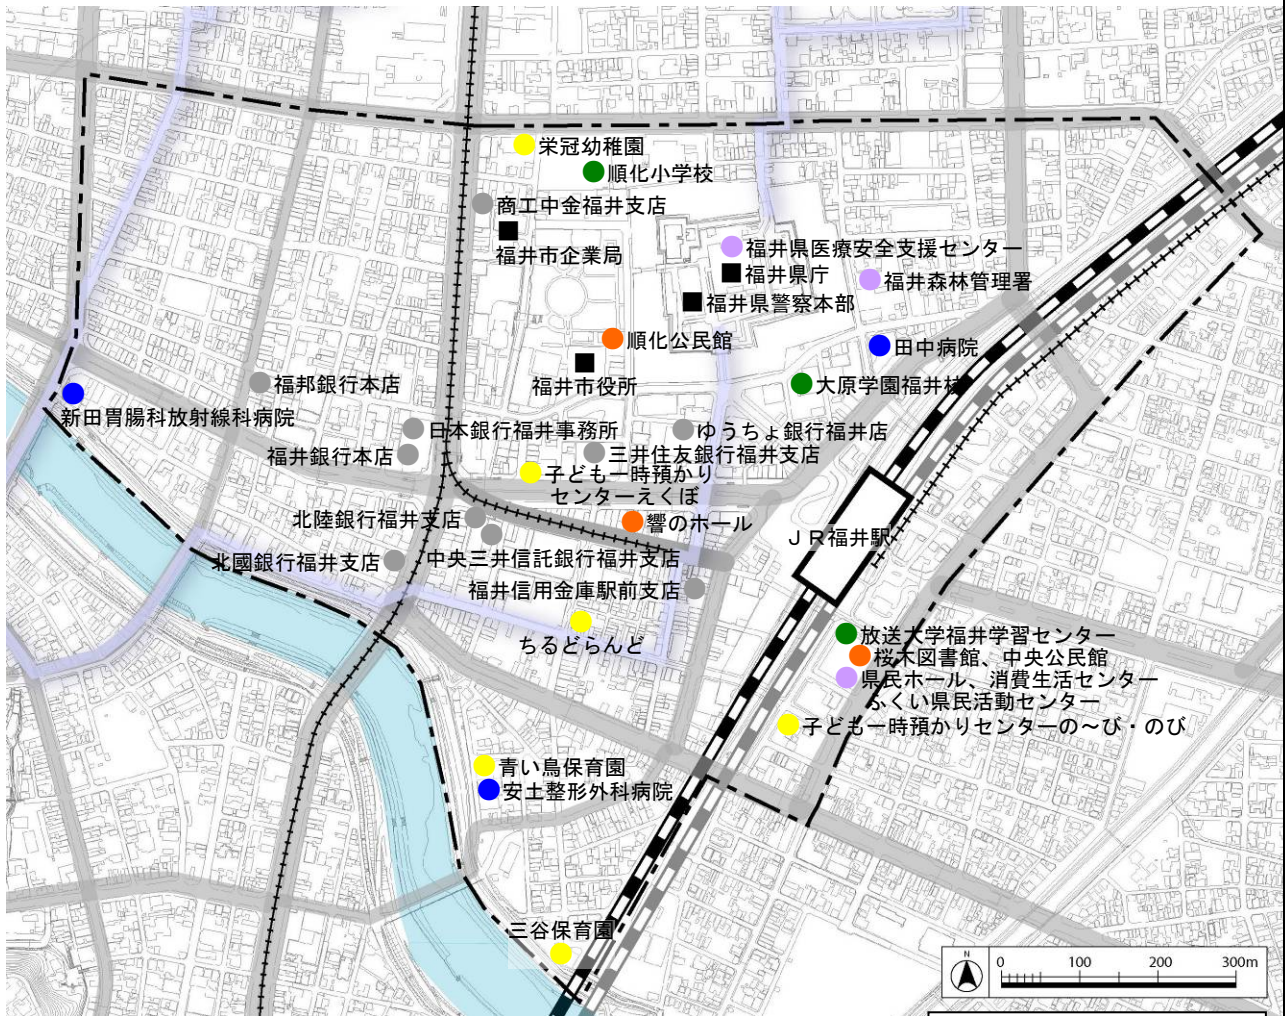 栄冠幼稚園
順化小学校
商工中金福井支店
福井市企業局
福井県医療安全支援センター
福井県庁
福井森林管理署
福井県警察本部
順化公民館
田中病院
福井市役所
大原学園福井校
福邦銀行本店
新田胃腸科放射線科病院
日本銀行福井事務所
ゆうちょ銀行福井店
福井銀行本店
三井住友銀行福井支店
子ども一時預かり
センターえくぼ
北陸銀行福井支店
響のホール
JR福井駅
北國銀行福井支店
中央三井信託銀行福井支店
福井信用金庫駅前支店
ちるどらんど
放送大学福井学習センター
桜木図書館、中央公民館
県民ホール、消費生活センター
ふくい県民活動センター
子ども一時預かりセンターの～び・のび
青い鳥保育園
安土整形外科病院
三谷保育園
N
0 100 200 300m